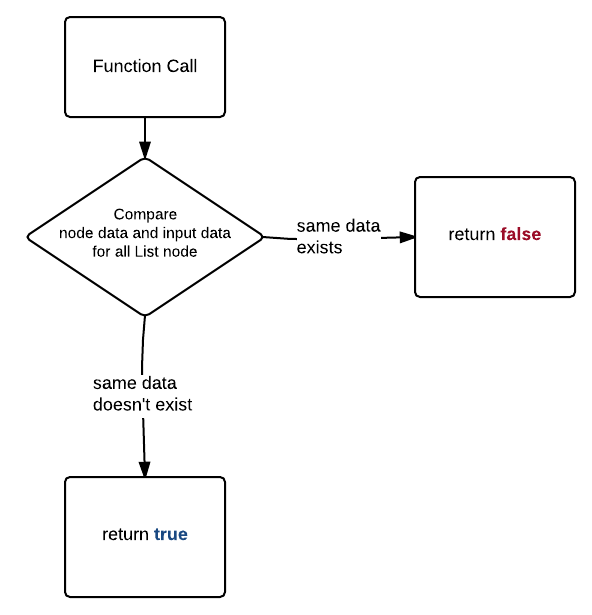 Function Call
Compare
node data and input data
for all List node
same data
exists
return false
same data
doesn't exist
return true